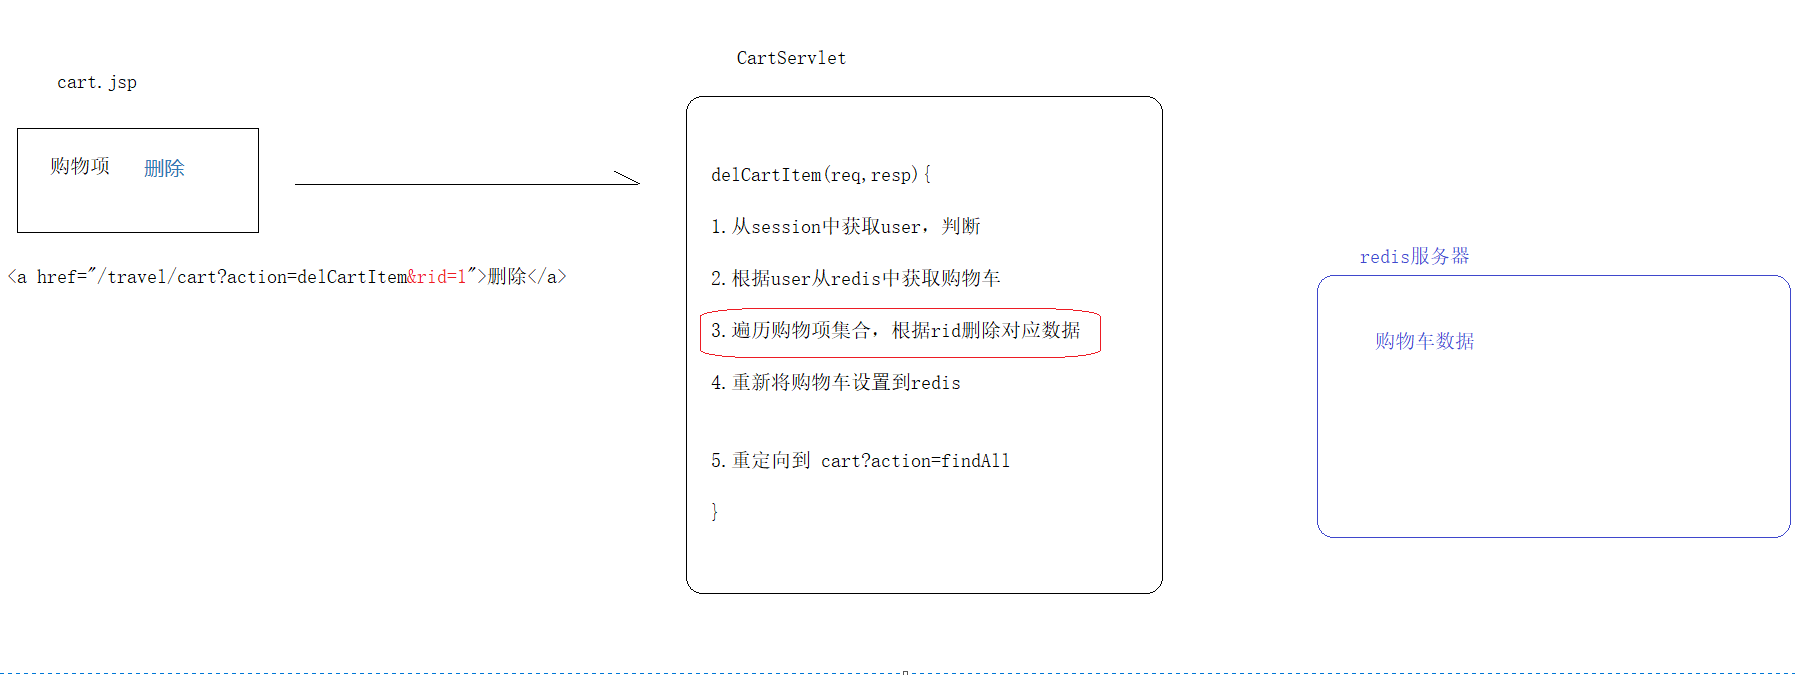 CartServlet
cart.jsp
购物项 删除
delCartItem(req,resp){
1.从session中获取user，判断
<a href="/travel/cart?action=delCartItem&rid=1">删除</a>
2.根据user从redis中获取购物车
3.遍历购物项集合，根据rid删除对应数据
4.重新将购物车设置到redis
5.重定向到 cart?action=findAll
}
redis服务器
购物车数据